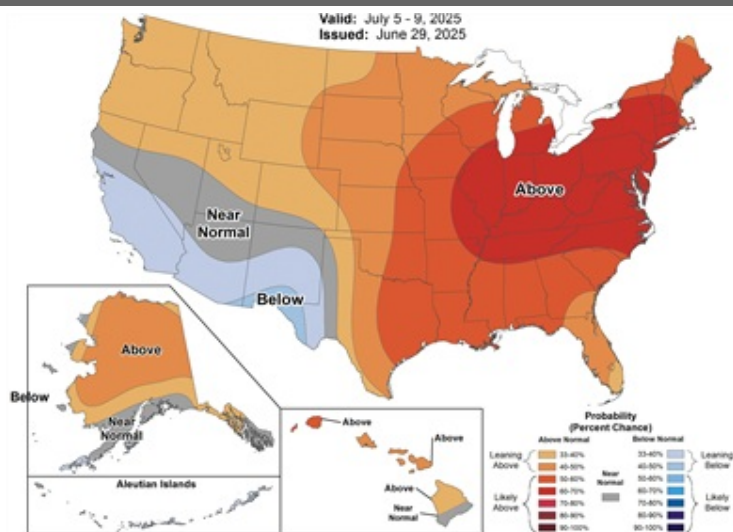 Valid: July 5 - 9, 2025
Issued: June 29, 2025
Above
Near
Normal
Below
Above
Below
Near
Normal
Aleutian Islands
Above
Above
Above
Near
Normal
Probability
(Percent Chance)
Above Normal
Below Normal
Leaning
Above
Likely
Above
33-40%
40-50%
50-60%
60-70%
70-80%
80-90%
90-100%
Near
Normal
33-40%
40-50%
50-60%
60-70%
70-80%
80-90%
90-100%
Leaning
Below
Likely
Below